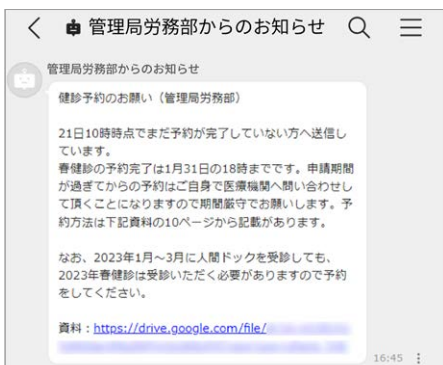 管理局労務部からのお知らせ
管理局労務部からのお知らせ
健診予約のお願い（管理局労務部）
21日10時時点でまだ予約が完了していない方へ送信し
ています。
春健診の予約完了は1月31日の18時までです。申請期間
が過ぎてからの予約はご自身で医療機関へ問い合わせし
て頂くことになりますので期間厳守でお願いします。予
約方法は下記資料の10ページから記載があります。
なお、2023年1月～3月に人間ドックを受診しても、
2023年春健診は受診いただく必要がありますので予約
をしてください。
資料：https://drive.google.com/file/
16:45